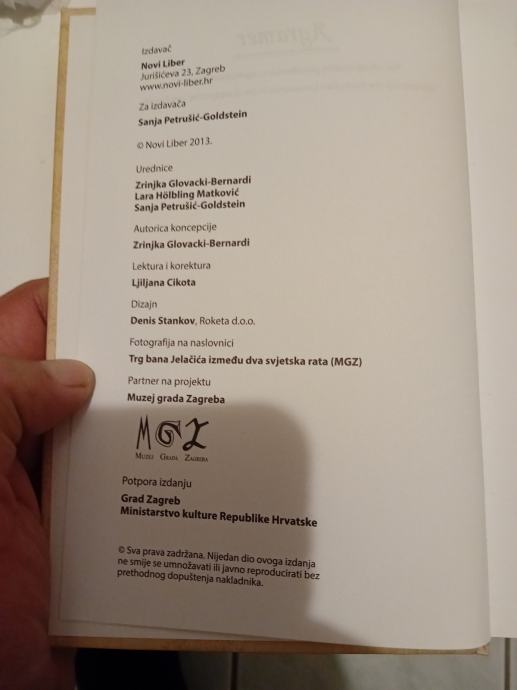 Izdavač
Novi Liber
Jurišićeva 23, Zagreb
www.novi-liber.hr
Za izdavača
Sanja Petrušić-Goldstein
© Novi Liber 2013.
Urednice
Zrinjka Glovacki-Bernardi
Lara Hölbling Matković
Sanja Petrušić-Goldstein
Autorica koncepcije
Zrinjka Glovacki-Bernardi
Lektura i korektura
Ljiljana Cikota
Dizajn
Denis Stankov, Roketa d.o.o.
Fotografija na naslovnici
Trg bana Jelačića između dva svjetska rata (MGZ)
Partner na projektu
Muzej grada Zagreba
MGZ
Muzej Grada Zagreba
Potpora izdanju
Grad Zagreb
Ministarstvo kulture Republike Hrvatske
© Sva prava zadržana. Nijedan dio ovoga izdanja
ne smije se umnožavati ili javno reproducirati bez
prethodnog dopuštenja nakladnika.